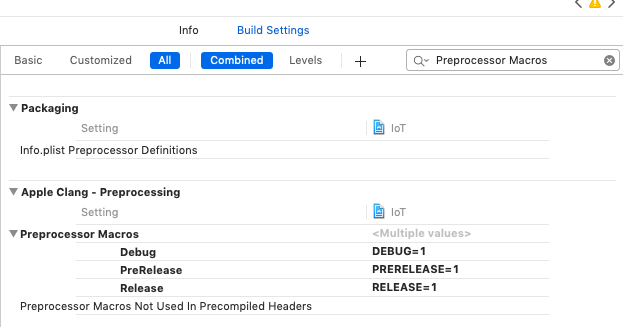 Info Build Settings
Basic Customized All Combined Levels + Preprocessor Macros
Packaging
Setting IoT
Info.plist Preprocessor Definitions
Apple Clang - Preprocessing
Setting IoT
Preprocessor Macros <Multiple values>
Debug DEBUG=1
PreRelease PRERELEASE=1
Release RELEASE=1
Preprocessor Macros Not Used In Precompiled Headers